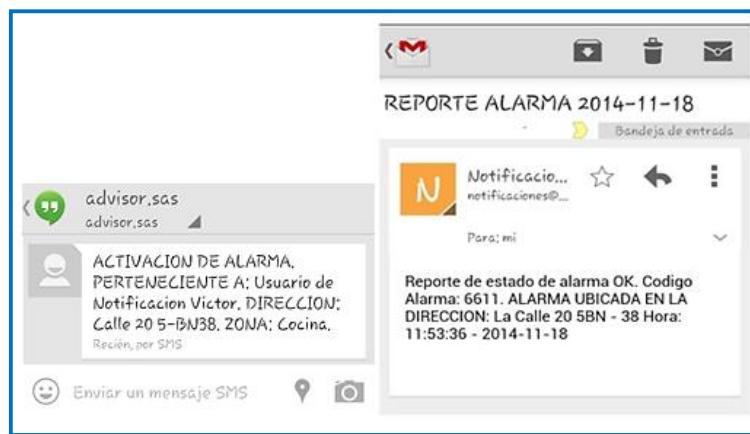 advisor.sas
advisor.sas
ACTIVACION DE ALARMA.
PERTENECIENTE A: Usuario de
Notificacion Victor. DIRECCION:
Calle 20 5-BN38. ZONA: Cocina.
Recién, por SMS
Enviar un mensaje SMS
REPORTE ALARMA 2014-11-18
Bandeja de entrada
N
Notificacio...
notificaciones@...
Para: mi
Reporte de estado de alarma OK. Codigo
Alarma: 6611. ALARMA UBICADA EN LA
DIRECCION: La Calle 20 5BN - 38 Hora:
11:53:36 - 2014-11-18